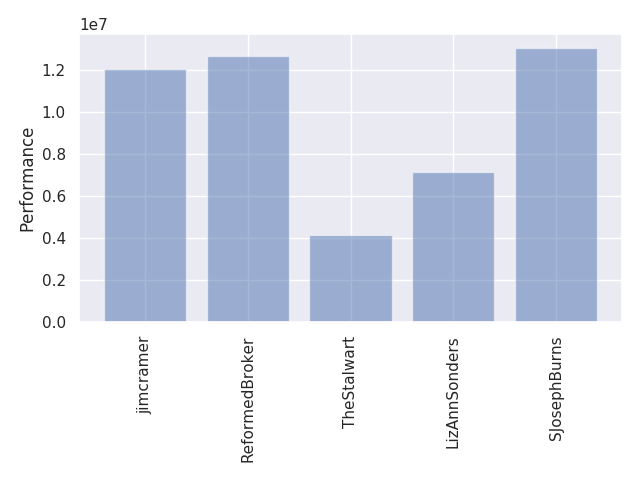 1e7
1.2
1.0
0.8
0.6
0.4
0.2
0.0
Performance
jimcramer
ReformedBroker
TheStalwart
LizAnnSonders
SJosephBurns